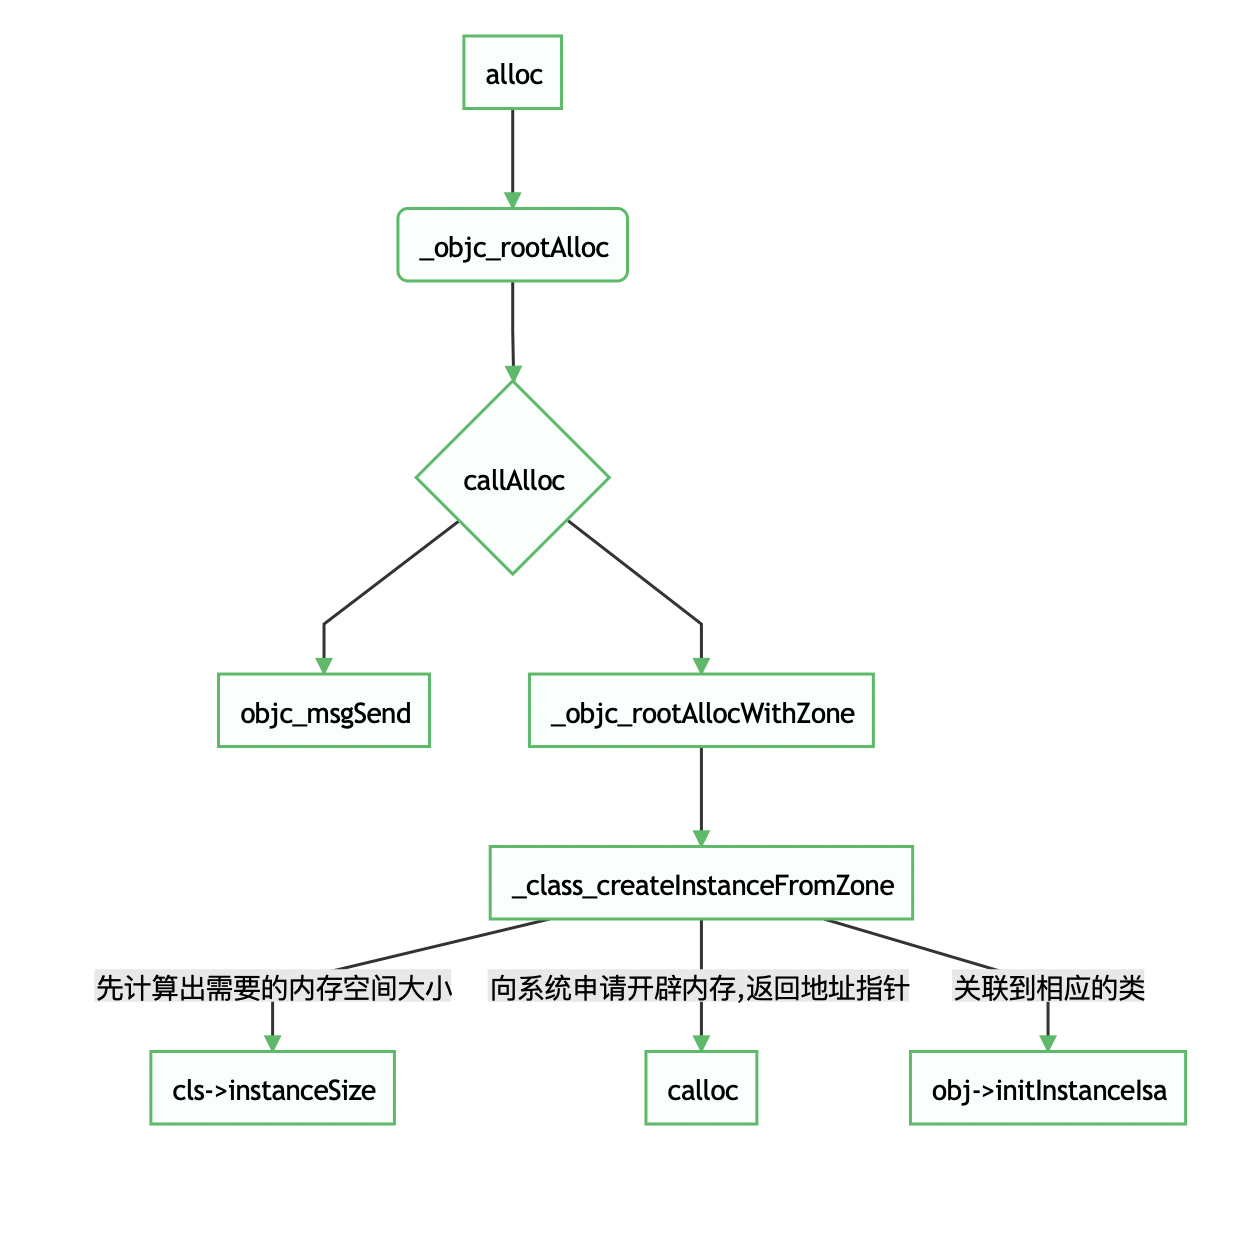 alloc
_objc_rootAlloc
callAlloc
objc_msgSend
_objc_rootAllocWithZone
_class_createInstanceFromZone
先计算出需要的内存空间大小
向系统申请开辟内存,返回地址指针
关联到相应的类
cls->instanceSize
calloc
obj->initInstanceIsa